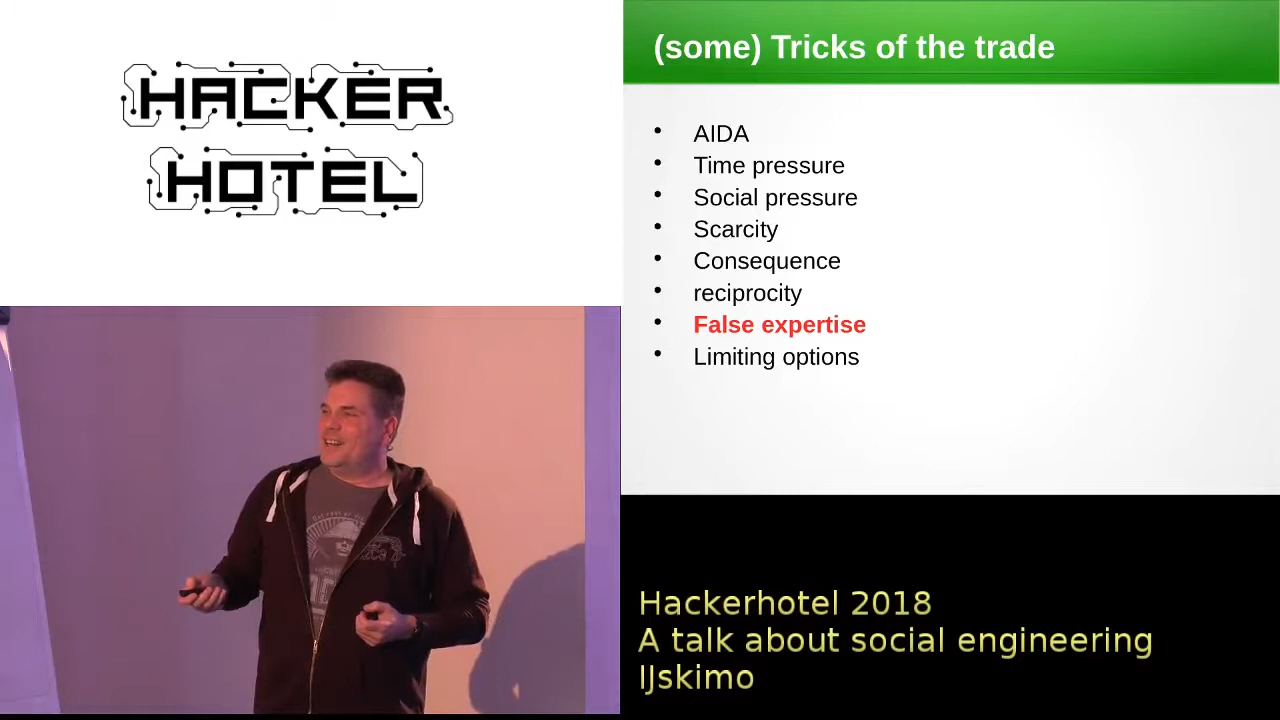 HACKER
HOTEL
(some) Tricks of the trade
• AIDA
• Time pressure
• Social pressure
• Scarcity
• Consequence
• reciprocity
• False expertise
• Limiting options
Hackerhotel 2018
A talk about social engineering
IJskimo